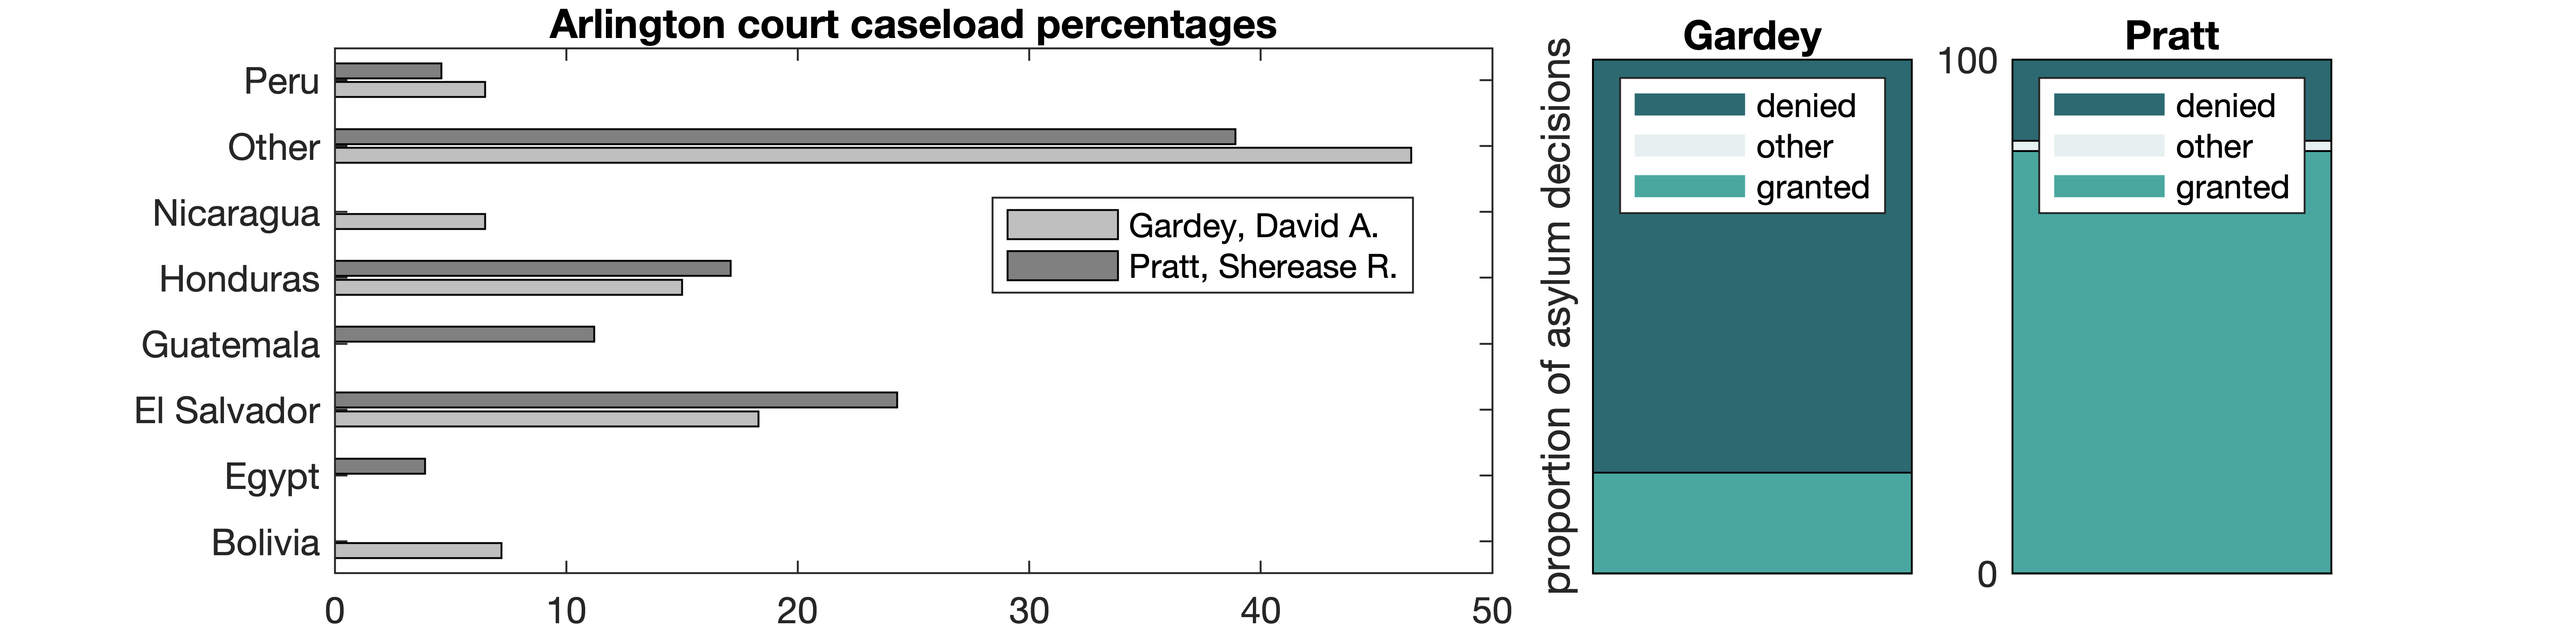 Arlington court caseload percentages
Peru
Other
Nicaragua
Honduras
Guatemala
El Salvador
Egypt
Bolivia
0 10 20 30 40 50
Gardey, David A.
Pratt, Sherease R.
proportion of asylum decisions
Gardey
denied
other
granted
Pratt
100
0
denied
other
granted